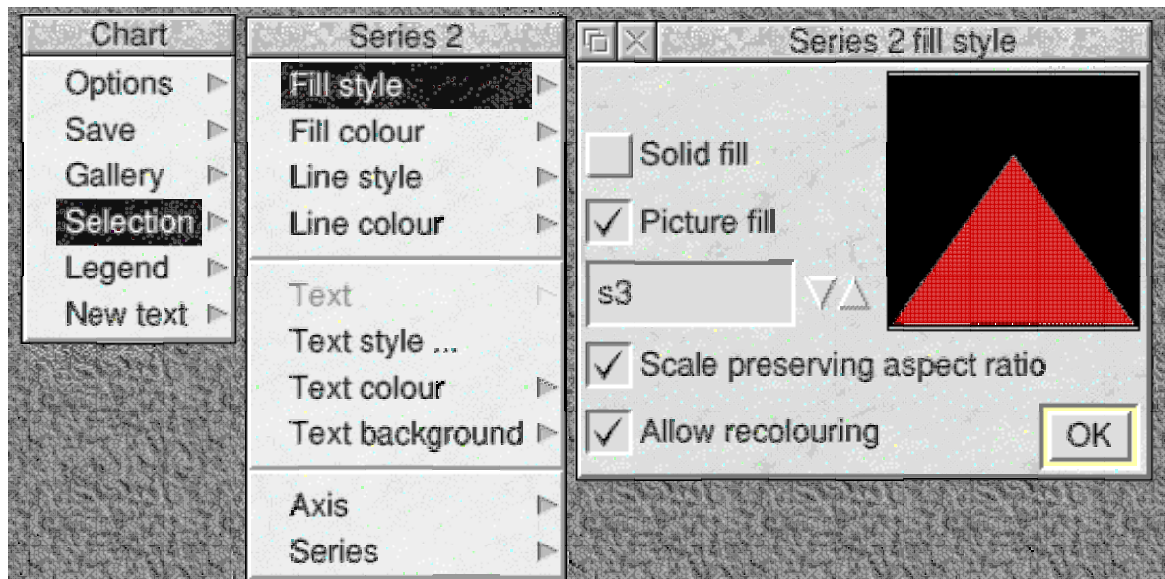 Chart
Options
Save
Gallery
Selection
Legend
New text
Series 2
Fill style
Fill colour
Line style
Line colour
Text
Text style ...
Text colour
Text background
Axis
Series
Series 2 fill style
Solid fill
Picture fill
s3
Scale preserving aspect ratio
Allow recolouring
OK